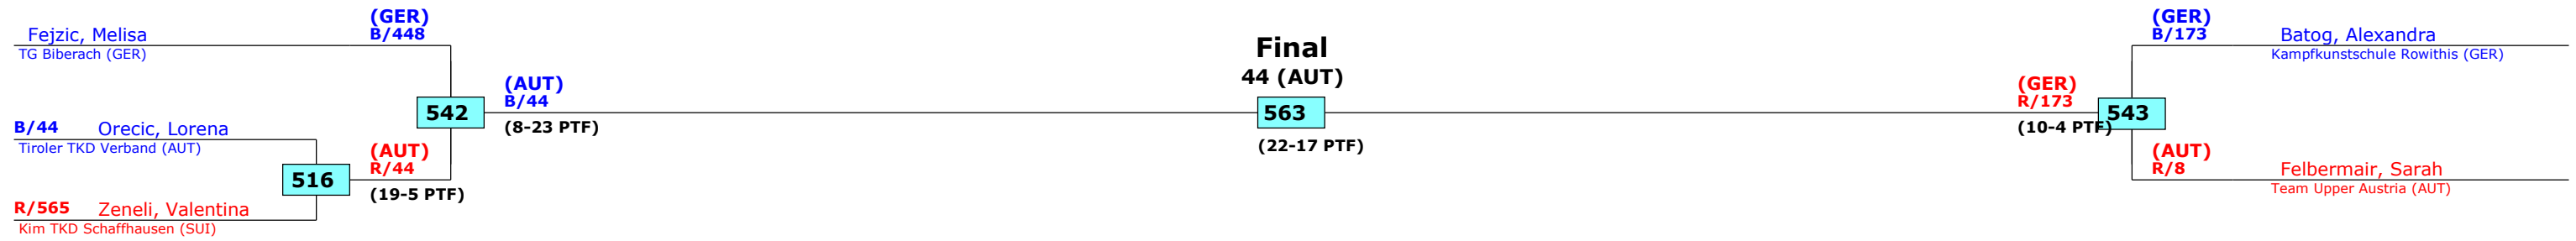 (GER)
Fejzic, Melisa
B/448
TG Biberach (GER)
(AUT)
B/44
542
(8-23 PTF)
B/44 Orecic, Lorena
Tiroler TKD Verband (AUT)
(AUT)
R/44
516
(19-5 PTF)
R/565 Zeneli, Valentina
Kim TKD Schaffhausen (SUI)
Final
44 (AUT)
563
(22-17 PTF)
(GER)
B/173
Batog, Alexandra
Kampfkunstschule Rowithis (GER)
(GER)
R/173
543
(10-4 PTF)
(AUT)
R/8
Felbermair, Sarah
Team Upper Austria (AUT)